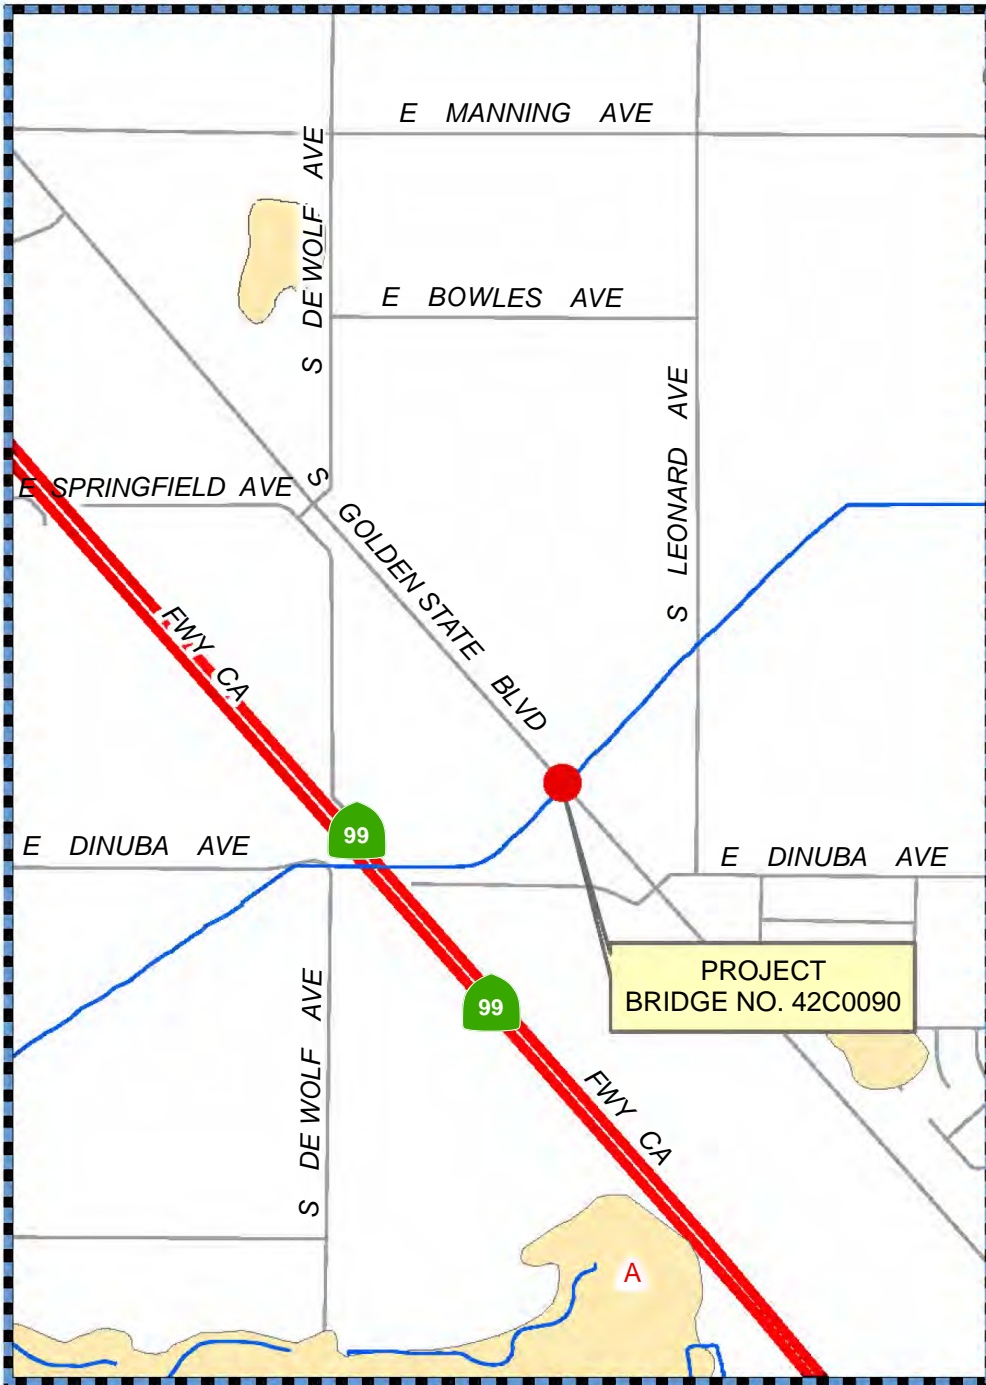 E MANNING AVE
S DE WOLF AVE
E BOWLES AVE
S LEONARD AVE
E SPRINGFIELD AVE
S GOLDEN STATE BLVD
FWY CA
99
E DINUBA AVE
E DINUBA AVE
PROJECT
BRIDGE NO. 42C0090
99
S DE WOLF AVE
FWY CA
A